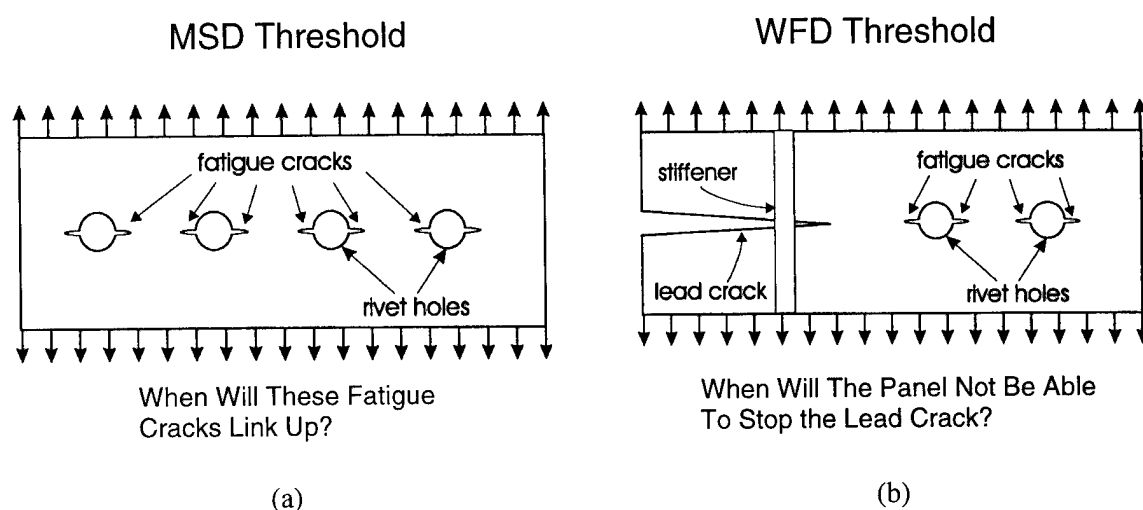 MSD Threshold
fatigue cracks
rivet holes
When Will These Fatigue
Cracks Link Up?
(a)
WFD Threshold
stiffener
fatigue cracks
lead crack
rivet holes
When Will The Panel Not Be Able
To Stop the Lead Crack?
(b)